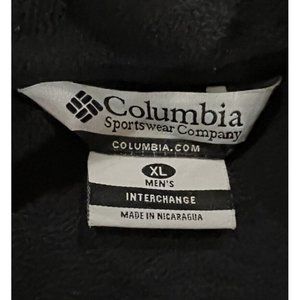 Columbia
Sportswear Company
COLUMBIA.COM
XL
MEN'S
INTERCHANGE
MADE IN NICARAGUA